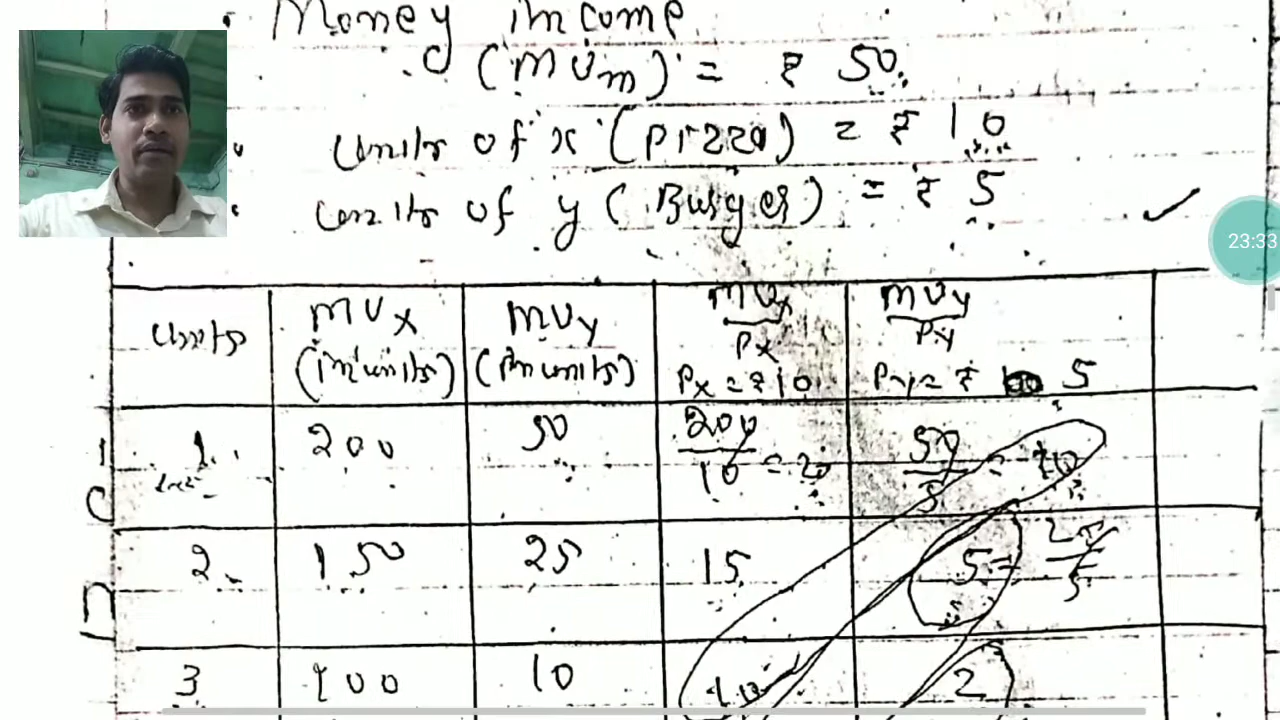 Money income
(MUm) = ₹ 50
Units of x (Pizza) = ₹ 10
units of y (Burger) = ₹ 5
23:33
Units MUx (in units) MUy (in units) MUx/Px Px = ₹10 MUy/Py Py = ₹ 5
1 200 50 200/10 = 20 50/5 = 10
2 150 25 15 5 = 25/5
3 100 10 10 2